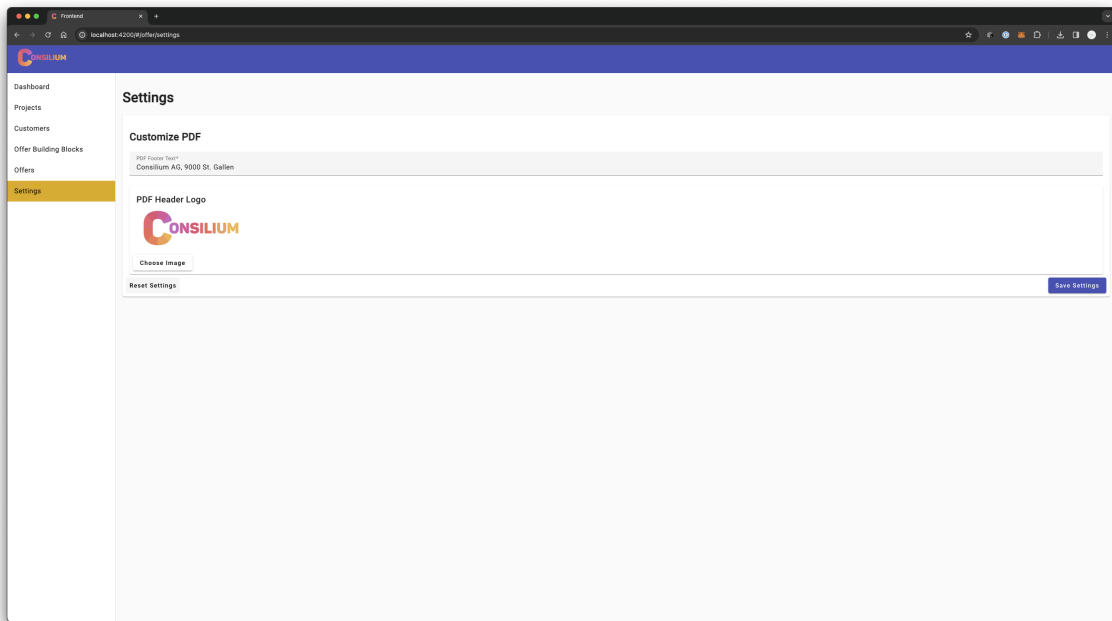 Frontend
localhost:4200/#/offer/settings
CONSILIUM
Dashboard
Projects
Customers
Offer Building Blocks
Offers
Settings
Settings
Customize PDF
PDF Footer Text*
Consilium AG, 9000 St. Gallen
PDF Header Logo
CONSILIUM
Choose Image
Reset Settings
Save Settings